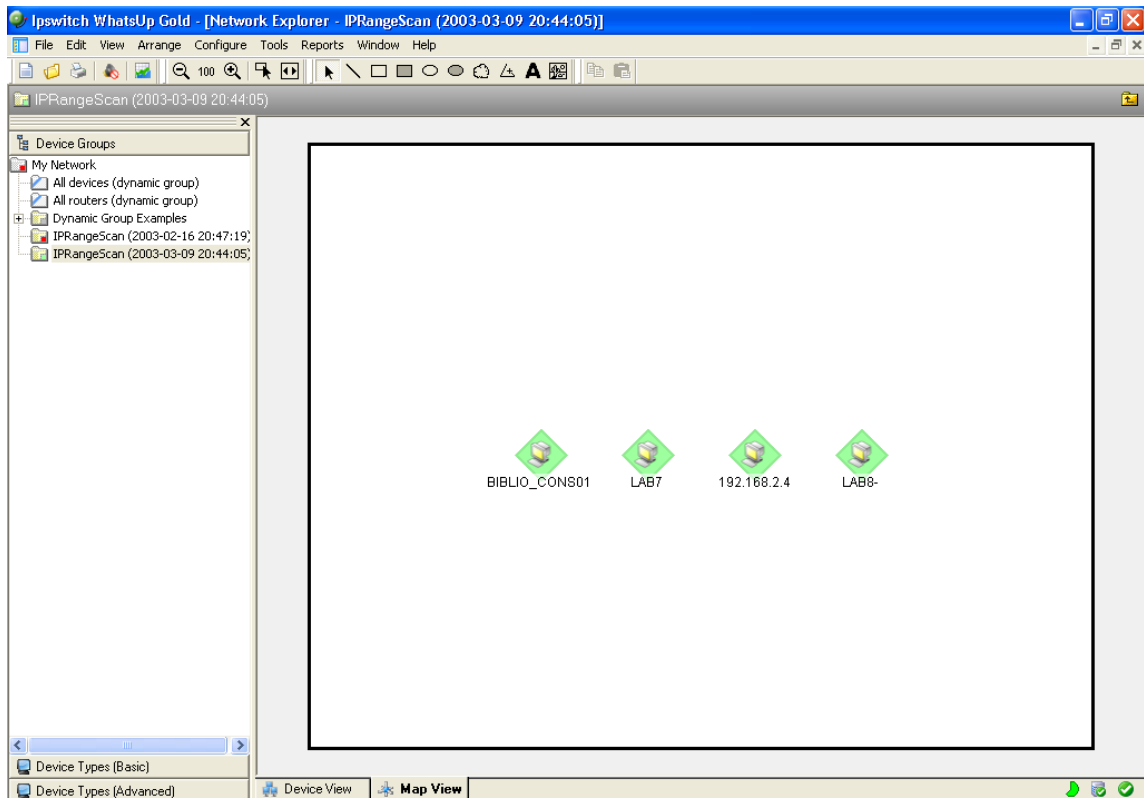 Ipswitch WhatsUp Gold - [Network Explorer - IPRangeScan (2003-03-09 20:44:05)]
File Edit View Arrange Configure Tools Reports Window Help
100
A
IPRangeScan (2003-03-09 20:44:05)
Device Groups
My Network
All devices (dynamic group)
All routers (dynamic group)
Dynamic Group Examples
IPRangeScan (2003-02-16 20:47:19)
IPRangeScan (2003-03-09 20:44:05)
BIBLIO_CONS01
LAB7
192.168.2.4
LAB8-
Device Types (Basic)
Device Types (Advanced)
Device View
Map View